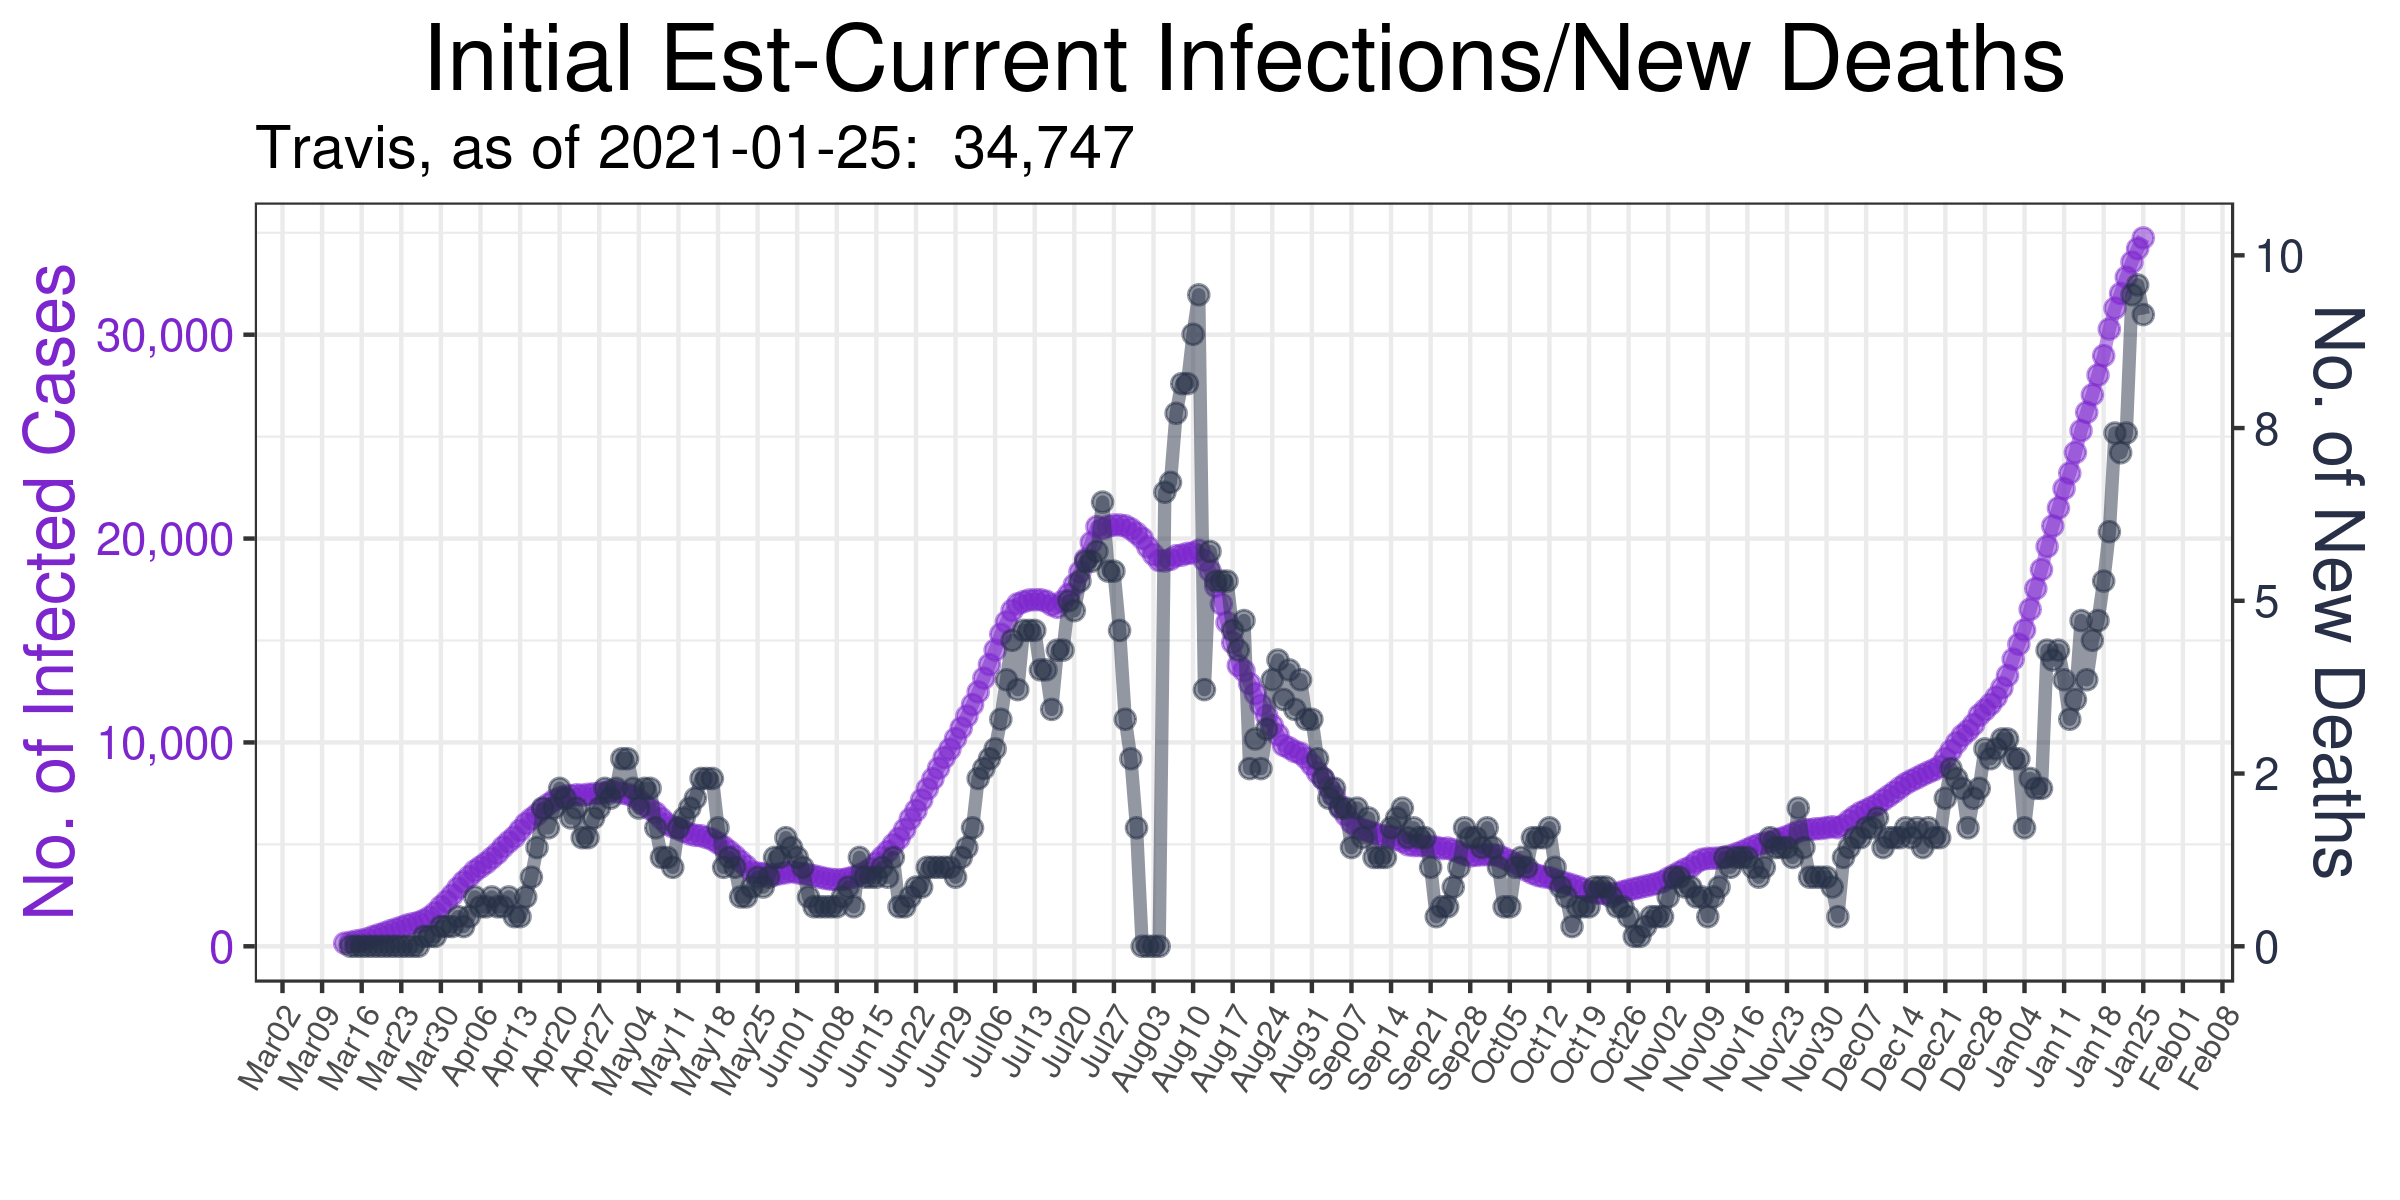 Initial Est-Current Infections/New Deaths
Travis, as of 2021-01-25: 34,747
No. of Infected Cases
30,000
20,000
10,000
0
10
8
5
2
0
No. of New Deaths
Mar02
Mar09
Mar16
Mar23
Mar30
Apr06
Apr13
Apr20
Apr27
May04
May11
May18
May25
Jun01
Jun08
Jun15
Jun22
Jun29
Jul06
Jul13
Jul20
Jul27
Aug03
Aug10
Aug17
Aug24
Aug31
Sep07
Sep14
Sep21
Sep28
Oct05
Oct12
Oct19
Oct26
Nov02
Nov09
Nov16
Nov23
Nov30
Dec07
Dec14
Dec21
Dec28
Jan04
Jan11
Jan18
Jan25
Feb01
Feb08